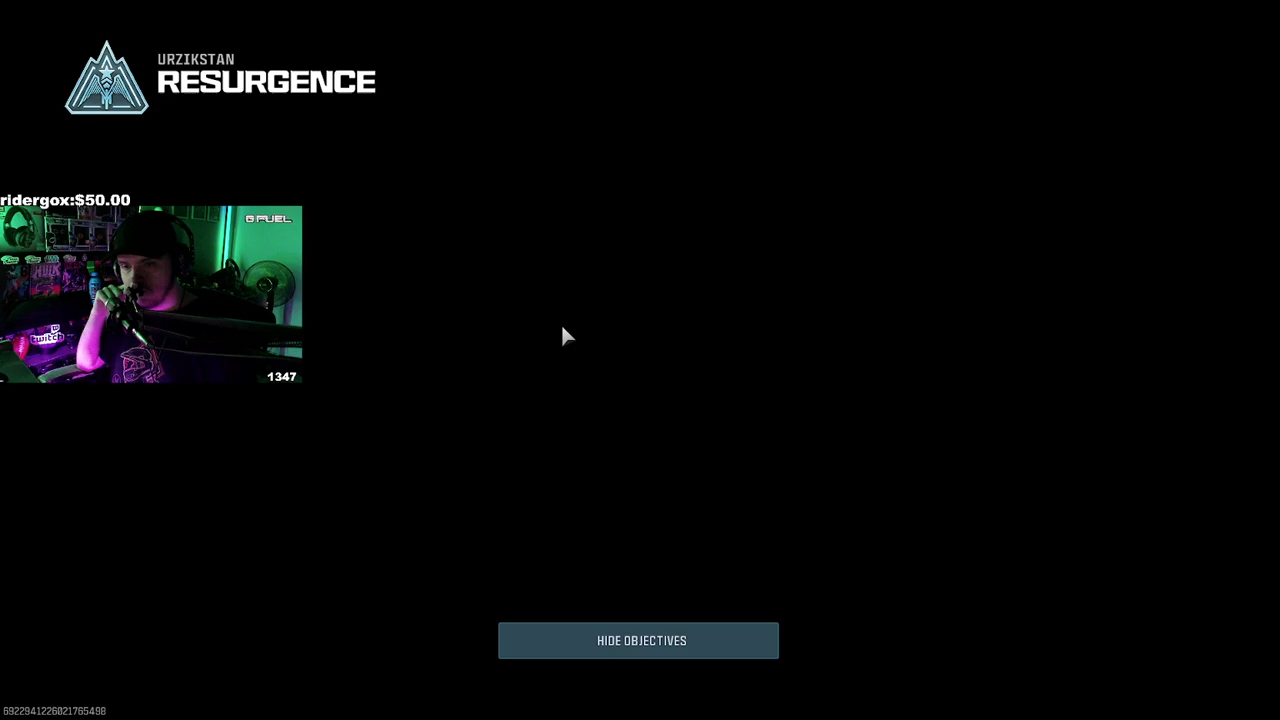 URZIKSTAN
RESURGENCE
ridergox:$50.00
G FUEL
twitch
1347
HIDE OBJECTIVES
6922941226021765498